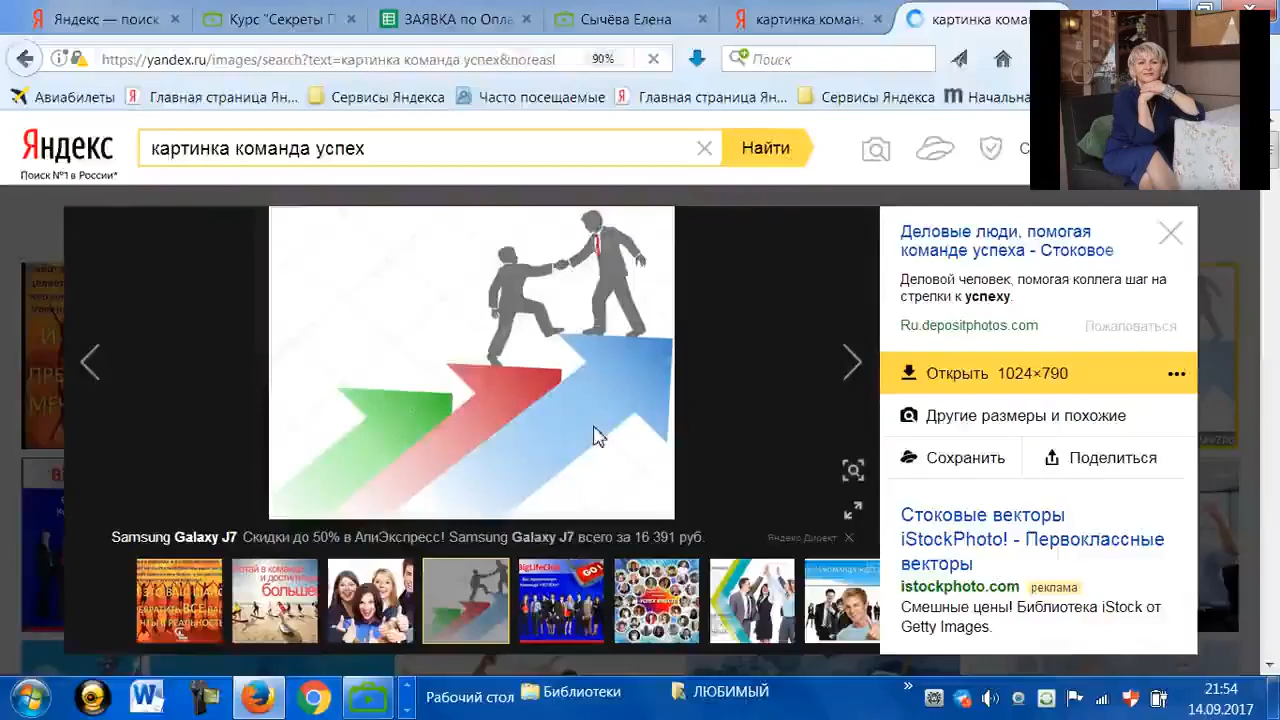 Яндекс — поиск
Курс "Секреты П
ЗАЯВКА по Опла
Сычёва Елена
картинка коман
картинка кома
https://yandex.ru/images/search?text=картинка команда успех&noreasl
90%
Поиск
Авиабилеты
Главная страница Ян...
Сервисы Яндекса
Часто посещаемые
Главная страница Ян...
Сервисы Яндекса
Начальна
Яндекс
Поиск №1 в России*
картинка команда успех
Найти
С
Деловые люди, помогая
команде успеха - Стоковое
Деловой человек, помогая коллега шаг на
стрелки к успеху.
Ru.depositphotos.com
Пожаловаться
Открыть 1024×790
Другие размеры и похожие
Сохранить
Поделиться
Стоковые векторы
iStockPhoto! - Первоклассные
векторы
istockphoto.com реклама
Смешные цены! Библиотека iStock от
Getty Images.
Samsung Galaxy J7 Скидки до 50% в АлиЭкспресс! Samsung Galaxy J7 всего за 16 391 руб.
Яндекс Директ
больше
BigLifeClub
GO!
Рабочий стол
Библиотеки
ЛЮБИМЫЙ
21:54
14.09.2017